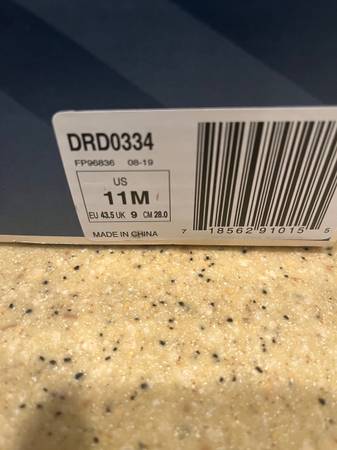 DRD0334
FP96836 08-19
US
11M
EU 43.5 UK 9 CM 28.0
MADE IN CHINA
7 18562 91015 5